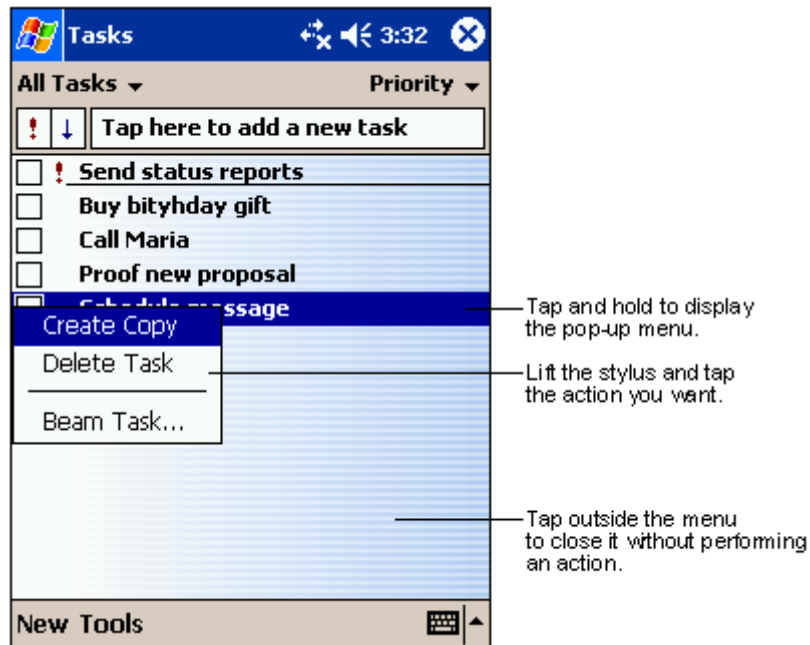 Tasks 3:32
All Tasks Priority
! ↓ Tap here to add a new task
! Send status reports
Buy bityhday gift
Call Maria
Proof new proposal
Schedule message
Create Copy
Delete Task
Beam Task...
Tap and hold to display
the pop-up menu.
Lift the stylus and tap
the action you want.
Tap outside the menu
to close it without performing
an action.
New Tools